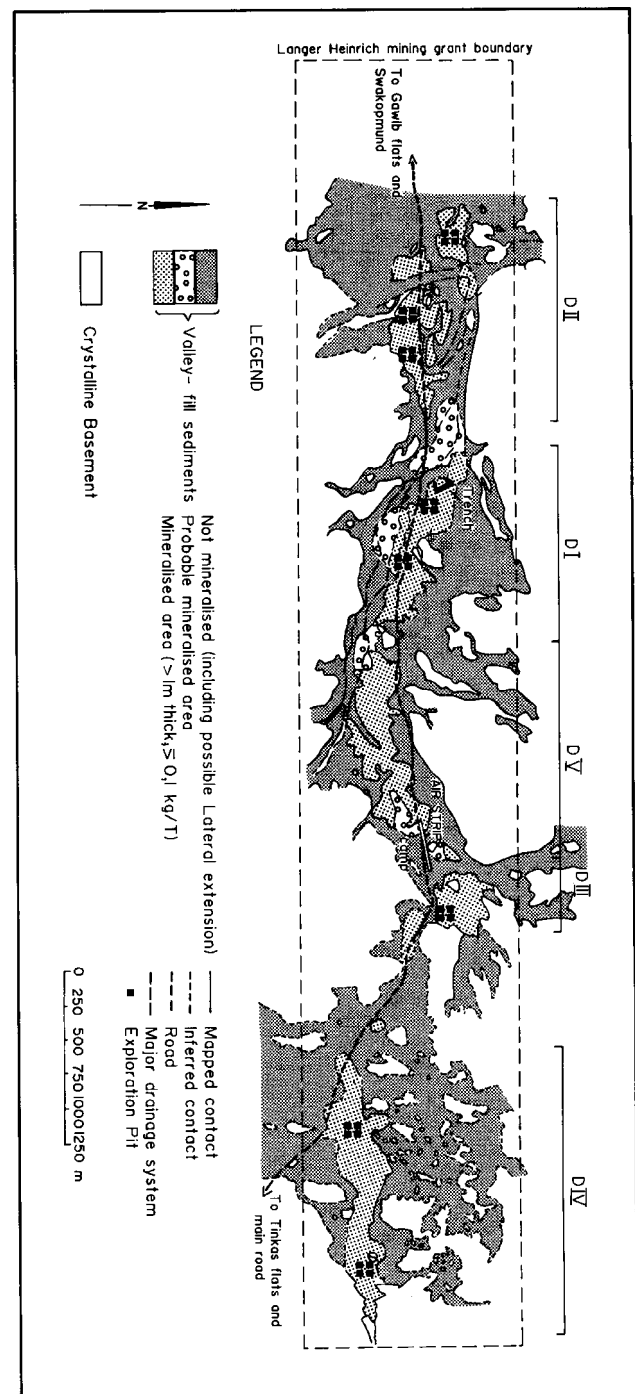 Langer Heinrich mining grant boundary
To Gawib flats and
Swakopmund
D II
D I
D V
D III
D IV
Trench
AIR STRIP
Camp
To Tinkas flats and
main road
LEGEND
Valley- fill sediments
Not mineralised (including possible Lateral extension)
Probable mineralised area
Mineralised area ( > 1m thick, ≥ 0,1 kg/T)
Crystalline Basement
N
Mapped contact
Inferred contact
Road
Major drainage system
Exploration Pit
0 250 500 750 1000 1250 m